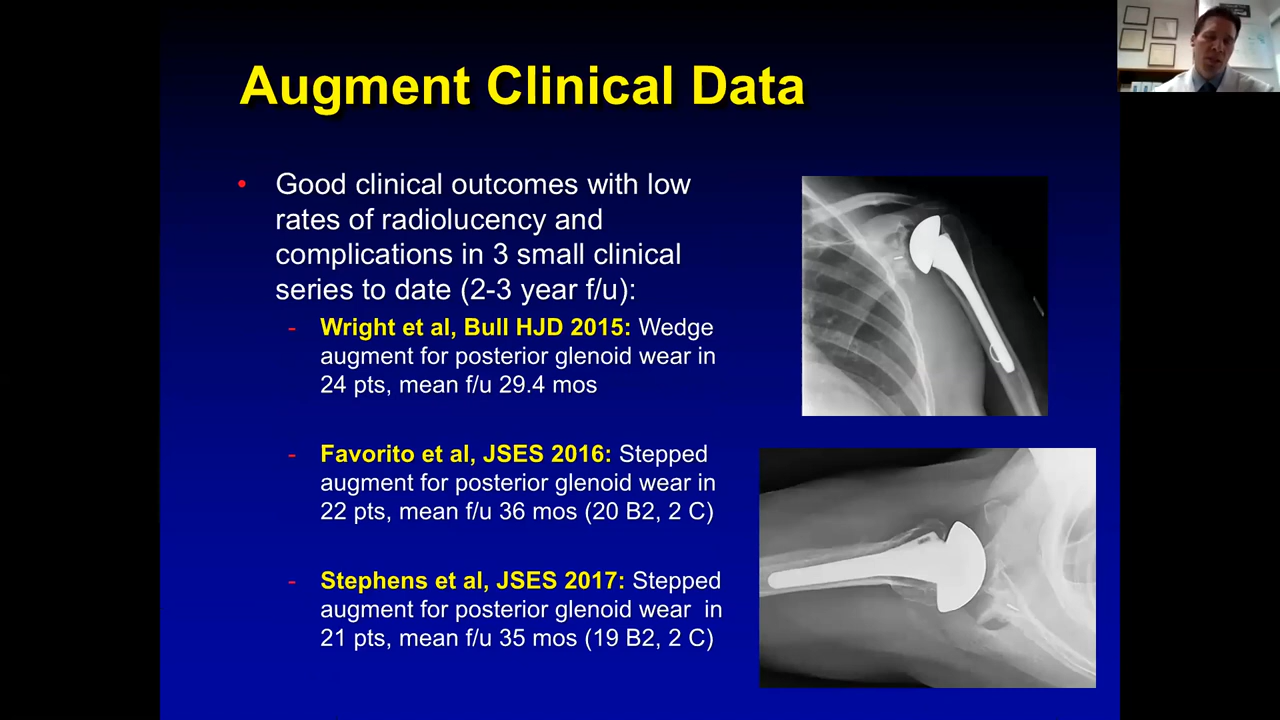 Augment Clinical Data
• Good clinical outcomes with low
rates of radiolucency and
complications in 3 small clinical
series to date (2-3 year f/u):
- Wright et al, Bull HJD 2015: Wedge
augment for posterior glenoid wear in
24 pts, mean f/u 29.4 mos
- Favorito et al, JSES 2016: Stepped
augment for posterior glenoid wear in
22 pts, mean f/u 36 mos (20 B2, 2 C)
- Stephens et al, JSES 2017: Stepped
augment for posterior glenoid wear in
21 pts, mean f/u 35 mos (19 B2, 2 C)